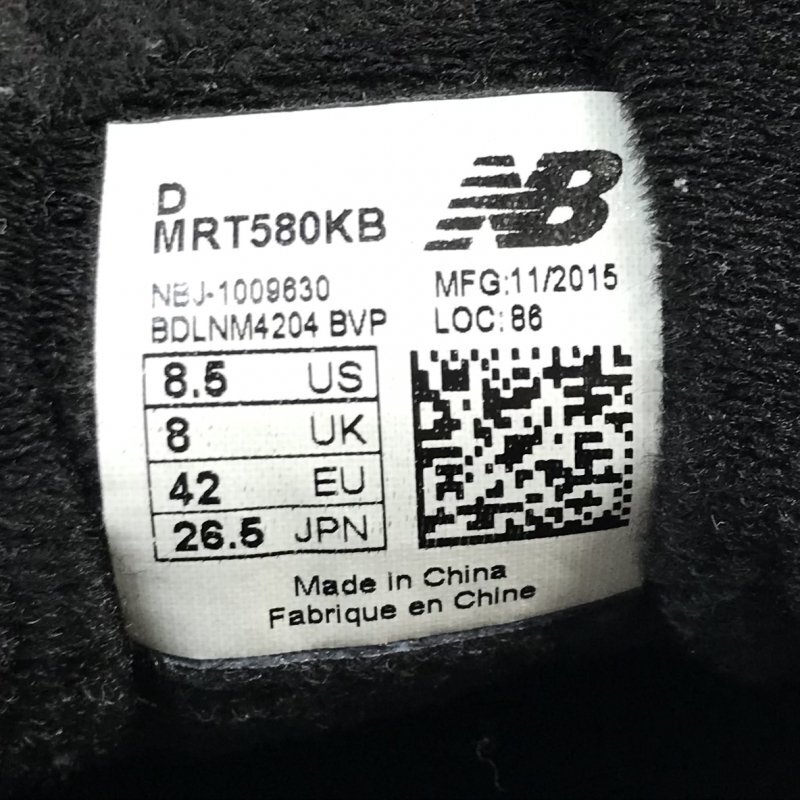 D
MRT580KB
NB
NBJ-1009630
BDLNM4204 BVP
MFG:11/2015
LOC: 86
8.5 US
8 UK
42 EU
26.5 JPN
Made in China
Fabrique en Chine